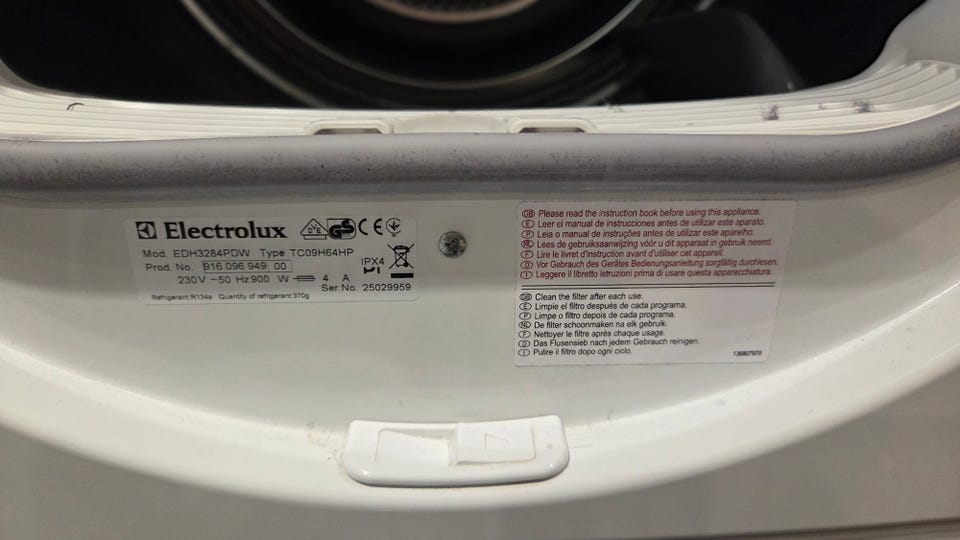 Electrolux
Mod. EDH3284PDW Type TC09H64HP
Prod. No. 916 096 949 00
230V ~50 Hz 900 W 4 A
IPX4
Ser No. 25029959
Refrigerant R134a Quantity of refrigerant 370g
GB Please read the instruction book before using this appliance.
E Leer el manual de instrucciones antes de utilizar este aparato.
P Leia o manual de instruções antes de utilizar este aparelho.
NL Lees de gebruiksaanwijzing vóór u dit apparaat in gebruik neemt.
F Lire le livret d'instruction avant d'utiliser cet appareil.
D Vor Gebrauch des Gerätes Bedienungsanleitung sorgfältig durchlesen.
I Leggere il libretto istruzioni prima di usare questa apparecchiatura.
GB Clean the filter after each use.
E Limpie el filtro después de cada programa.
P Limpe o filtro depois de cada programa.
NL De filter schoonmaken na elk gebruik.
F Nettoyer le filtre après chaque usage.
D Das Flusensieb nach jedem Gebrauch reinigen.
I Pulire il filtro dopo ogni ciclo.